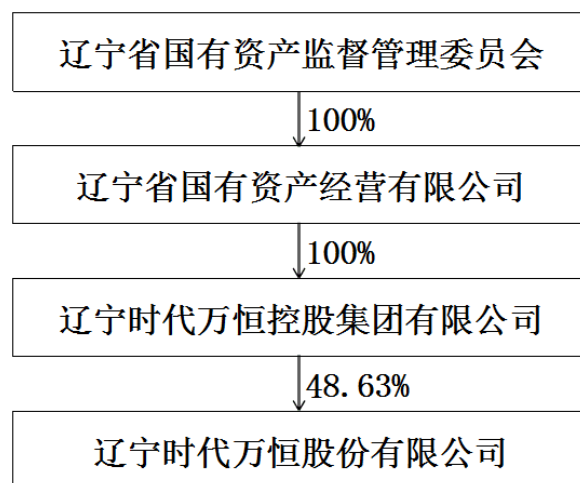 辽宁省国有资产监督管理委员会
100%
辽宁省国有资产经营有限公司
100%
辽宁时代万恒控股集团有限公司
48.63%
辽宁时代万恒股份有限公司